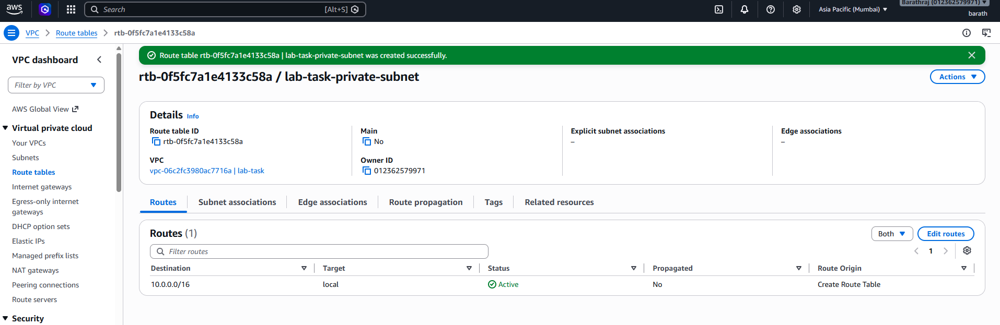 aws
Search
[Alt+S]
Asia Pacific (Mumbai)
Barathraj (012362579971)
barath
VPC
Route tables
rtb-0f5fc7a1e4133c58a
VPC dashboard
Filter by VPC
AWS Global View
Virtual private cloud
Your VPCs
Subnets
Route tables
Internet gateways
Egress-only internet
gateways
DHCP option sets
Elastic IPs
Managed prefix lists
NAT gateways
Peering connections
Route servers
Security
Route table rtb-0f5fc7a1e4133c58a | lab-task-private-subnet was created successfully.
rtb-0f5fc7a1e4133c58a / lab-task-private-subnet
Actions
Details Info
Route table ID
rtb-0f5fc7a1e4133c58a
Main
No
Explicit subnet associations
–
Edge associations
–
VPC
vpc-06c2fc3980ac7716a | lab-task
Owner ID
012362579971
Routes
Subnet associations
Edge associations
Route propagation
Tags
Related resources
Routes (1)
Both
Edit routes
Filter routes
1
Destination Target Status Propagated Route Origin
10.0.0.0/16 local Active No Create Route Table